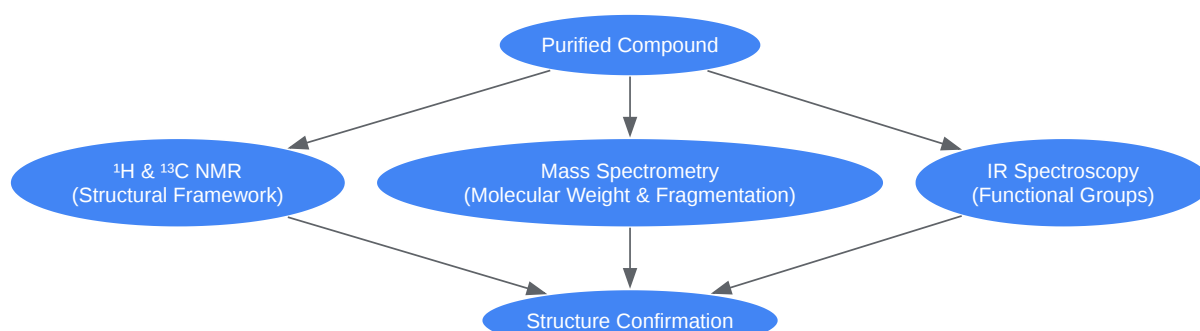 Purified Compound
¹H & ¹³C NMR
(Structural Framework)
Mass Spectrometry
(Molecular Weight & Fragmentation)
IR Spectroscopy
(Functional Groups)
Structure Confirmation